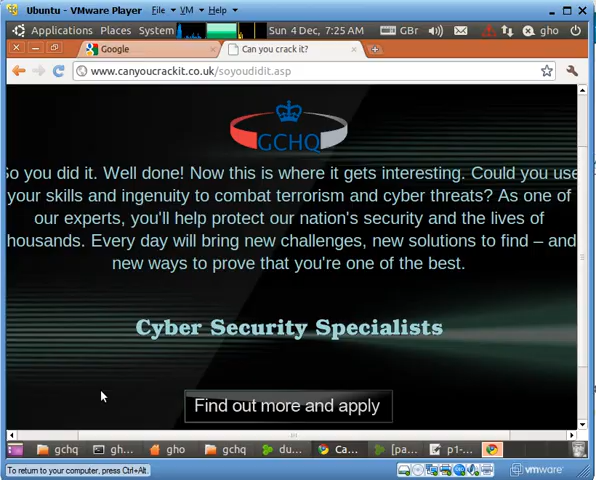 Ubuntu - VMware Player File VM Help
Applications Places System Sun 4 Dec, 7:25 AM GBr gho
Google Can you crack it?
www.canyoucrackit.co.uk/soyoudidit.asp
GCHQ
So you did it. Well done! Now this is where it gets interesting. Could you use
your skills and ingenuity to combat terrorism and cyber threats? As one of
our experts, you'll help protect our nation's security and the lives of
housands. Every day will bring new challenges, new solutions to find – and
new ways to prove that you're one of the best.
Cyber Security Specialists
Find out more and apply
gchq gh... gho gchq du... Ca... [pa... p1-...
To return to your computer, press Ctrl+Alt.
vmware